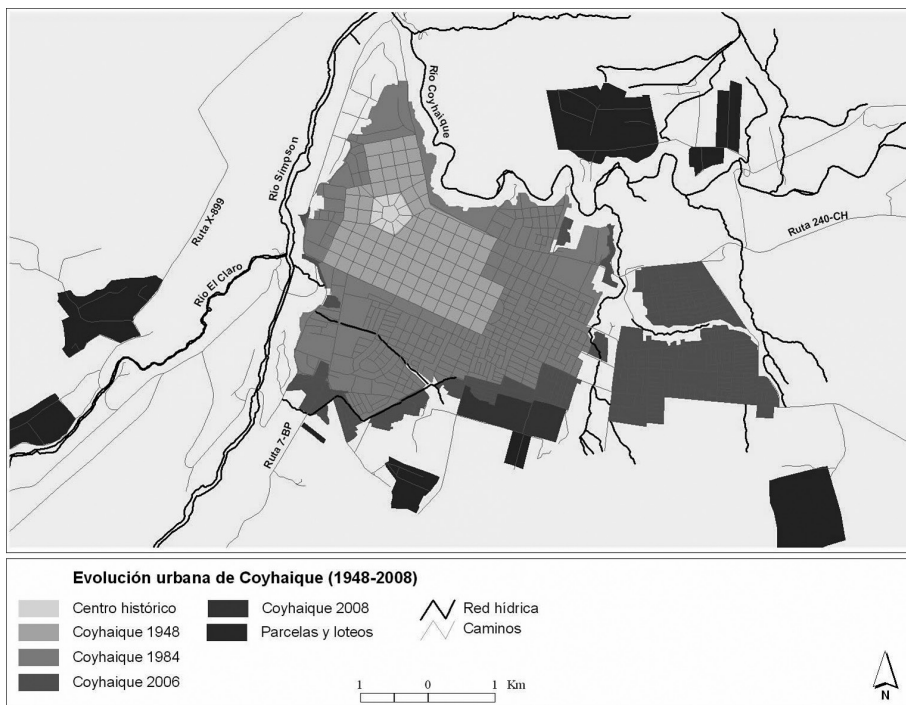 Río Coyhaique
Río Simpson
Ruta X-899
Río El Claro
Ruta 240-CH
Ruta 7-BP
Evolución urbana de Coyhaique (1948-2008)
Centro histórico
Coyhaique 1948
Coyhaique 1984
Coyhaique 2006
Coyhaique 2008
Parcelas y loteos
Red hídrica
Caminos
1 0 1 Km
N